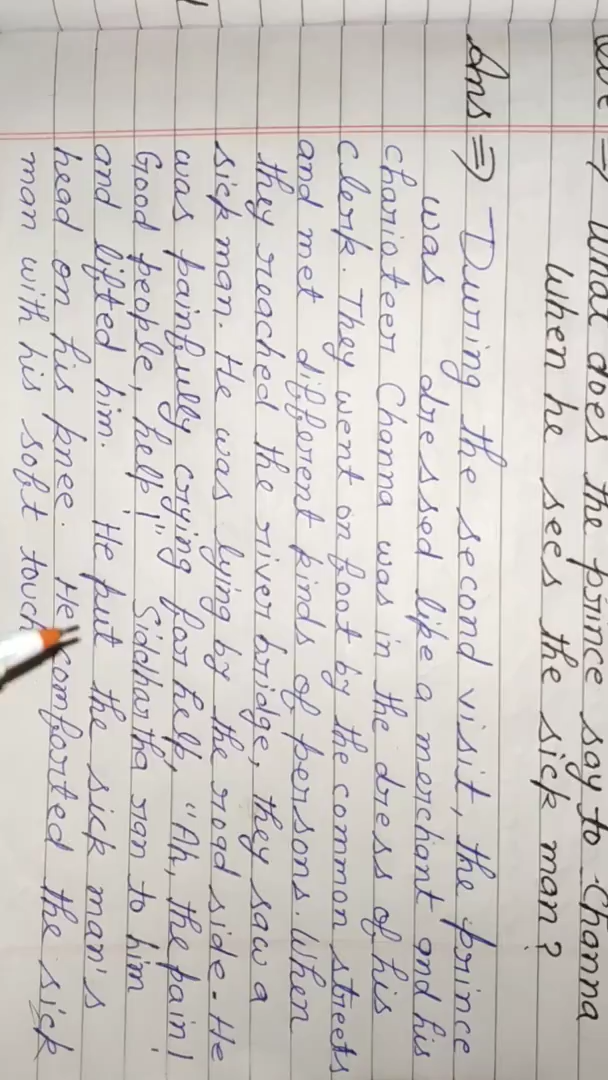 Que ⇒ What does the prince say to Channa
when he sees the sick man?
Ans ⇒ During the second visit, the prince
was dressed like a merchant and his
charioteer Channa was in the dress of his
clerk. They went on foot by the common streets
and met different kinds of persons. When
they reached the river bridge, they saw a
sick man. He was lying by the road side. He
was painfully crying for help, "Ah, the pain!
Good people, help!" Siddhartha ran to him
and lifted him. He put the sick man's
head on his knee. He comforted the sick
man with his soft touch